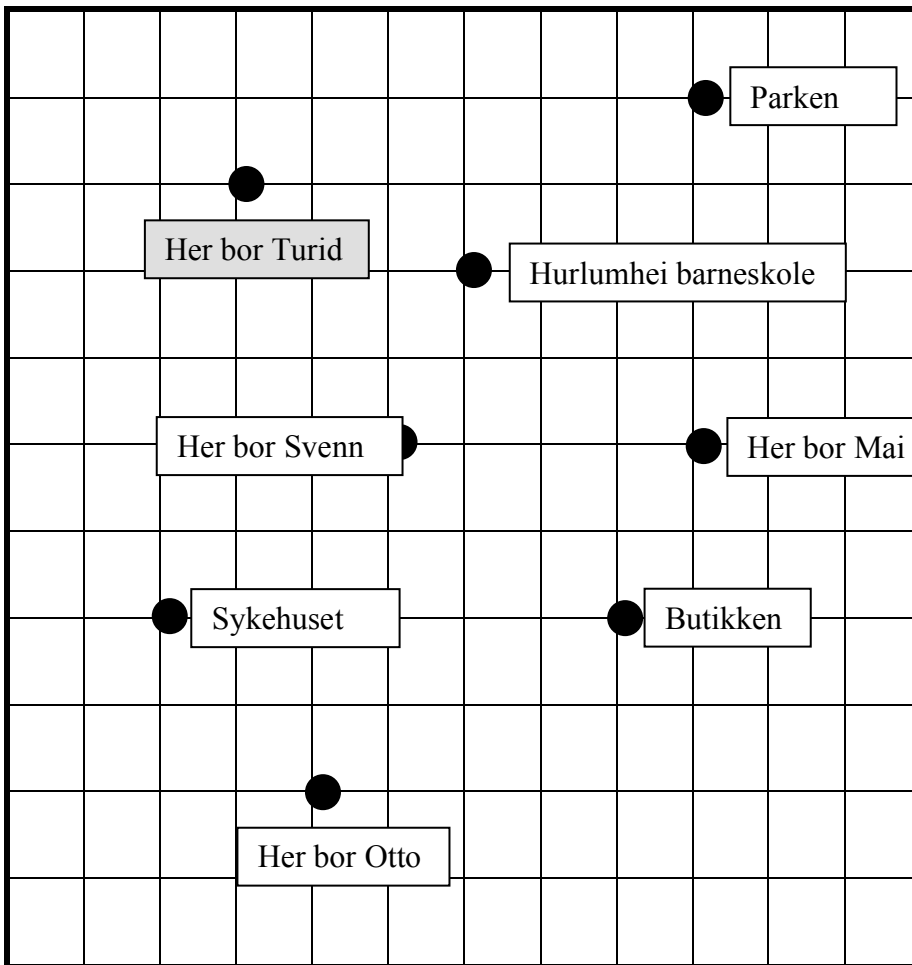 Parken
Her bor Turid
Hurlumhei barneskole
Her bor Svenn
Her bor Mai
Sykehuset
Butikken
Her bor Otto